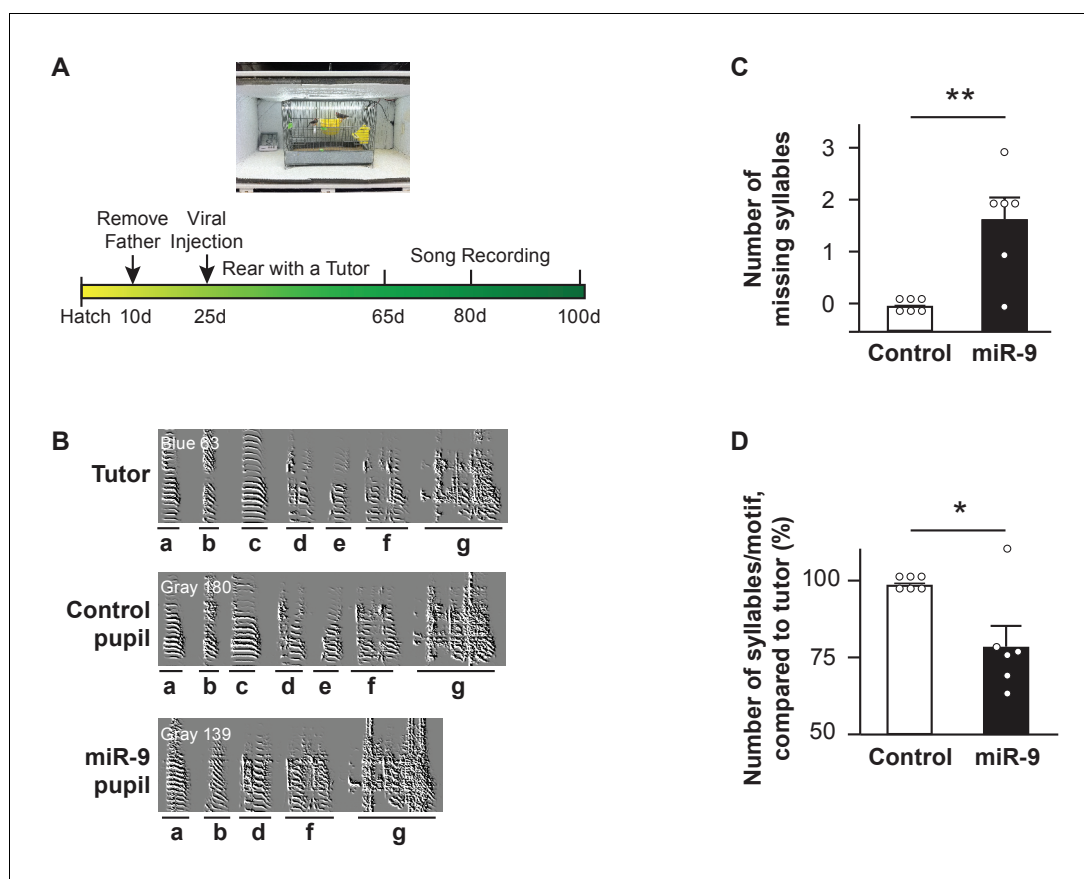 A
Remove
Father
Viral
Injection
Rear with a Tutor
Song Recording
Hatch 10d 25d 65d 80d 100d
B
Tutor
Blue 63
a b c d e f g
Control
pupil
Gray 180
a b c d e f g
miR-9
pupil
Gray 139
a b d f g
C
**
Number of
missing syllables
3
2
1
0
Control miR-9
D
*
Number of syllables/motif,
compared to tutor (%)
100
75
50
Control miR-9